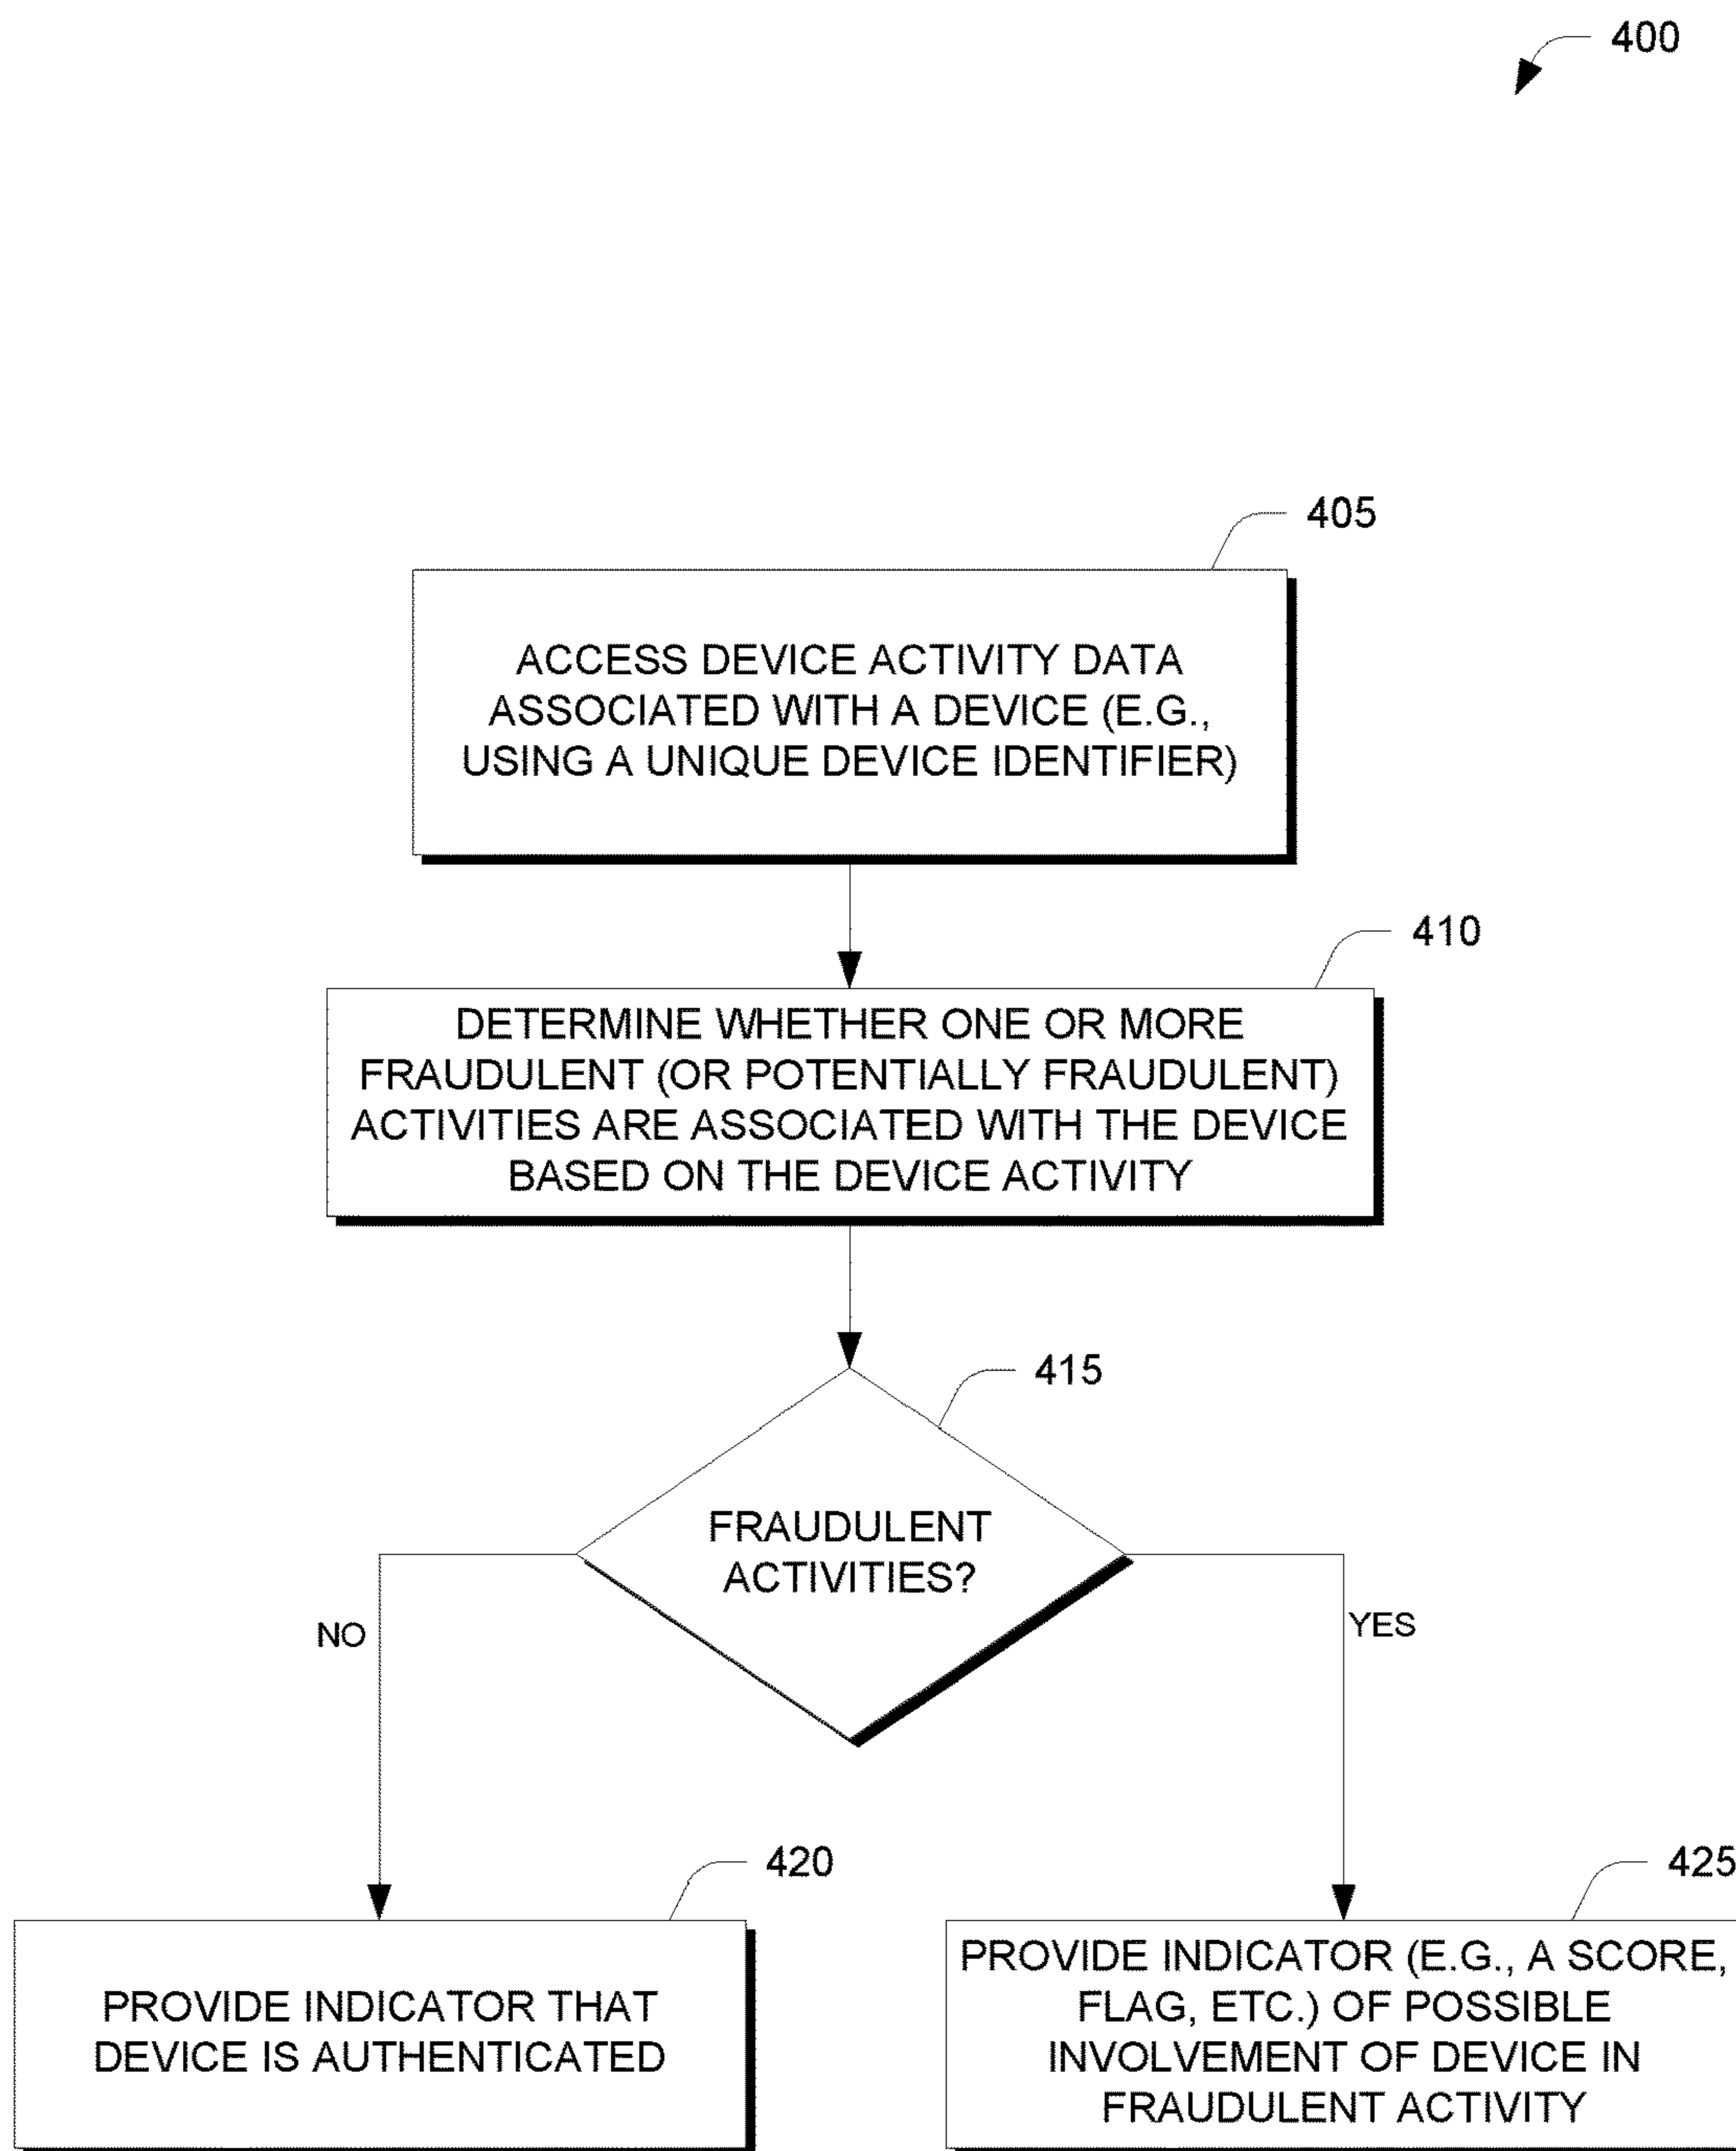 400
405
ACCESS DEVICE ACTIVITY DATA
ASSOCIATED WITH A DEVICE (E.G.,
USING A UNIQUE DEVICE IDENTIFIER)
410
DETERMINE WHETHER ONE OR MORE
FRAUDULENT (OR POTENTIALLY FRAUDULENT)
ACTIVITIES ARE ASSOCIATED WITH THE DEVICE
BASED ON THE DEVICE ACTIVITY
415
FRAUDULENT
ACTIVITIES?
NO
YES
420
PROVIDE INDICATOR THAT
DEVICE IS AUTHENTICATED
425
PROVIDE INDICATOR (E.G., A SCORE,
FLAG, ETC.) OF POSSIBLE
INVOLVEMENT OF DEVICE IN
FRAUDULENT ACTIVITY